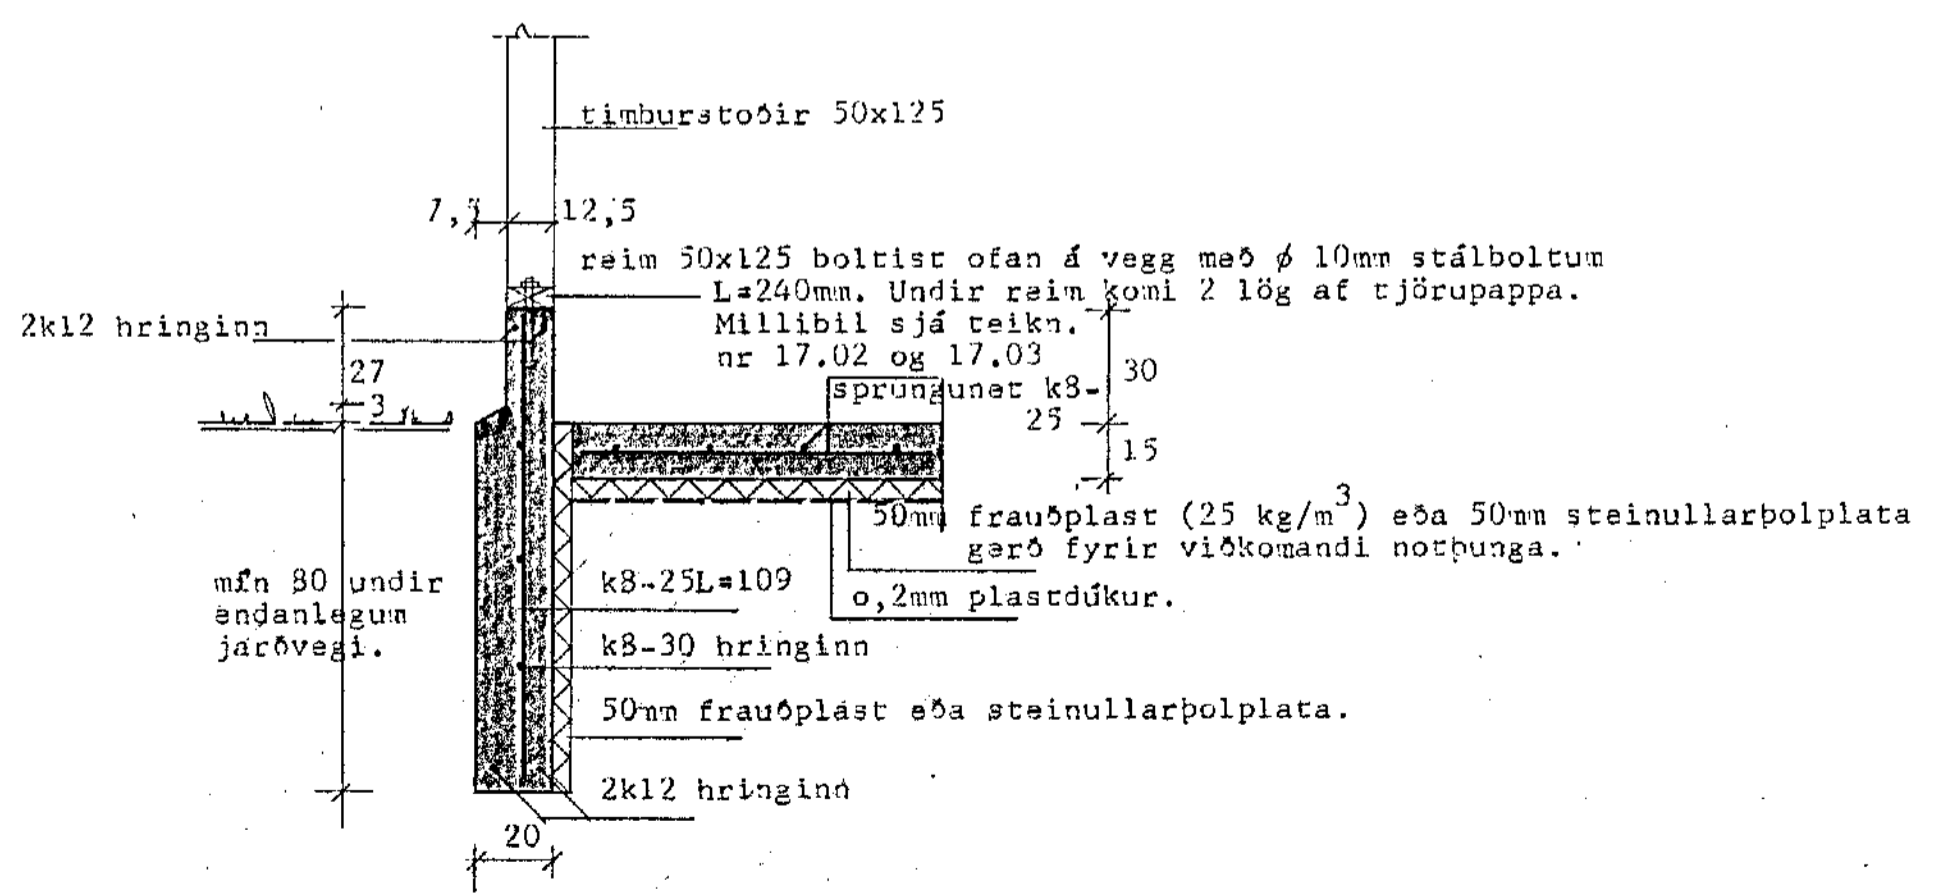 timburstoðir 50x125
7,5
12,5
reim 50x125 boltist ofan á vegg með ϕ 10mm stálboltum
L=240mm. Undir reim komi 2 lög af tjörupappa.
Millibil sjá teikn.
nr 17.02 og 17.03
2k12 hringinn
27
3
sprungunet k8-
25
30
15
50mm frauðplast (25 kg/m³) eða 50mm steinullarþolplata
gerð fyrir viðkomandi notþunga.
0,2mm plastdúkur.
mín 80 undir
endanlegum
jarðvegi.
k8-25L=109
k8-30 hringinn
50mm frauðplast eða steinullarþolplata.
2k12 hringinn
20